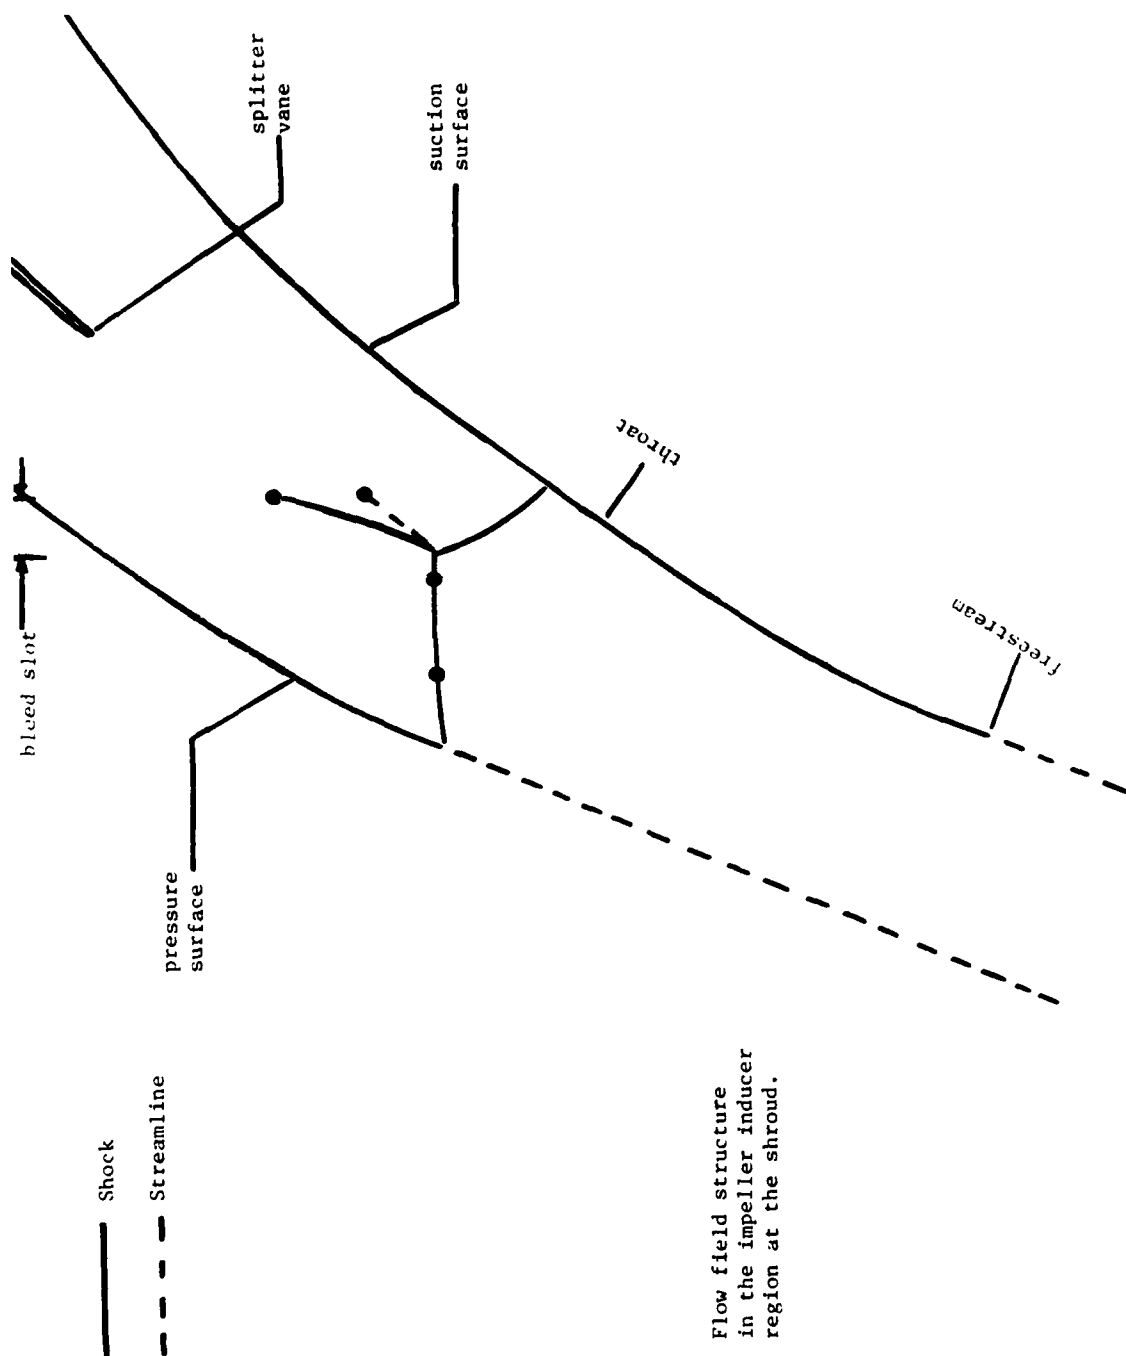 splitter
vane
suction
surface
throat
freestream
bleed slot
pressure
surface
Shock
Streamline
Flow field structure
in the impeller inducer
region at the shroud.